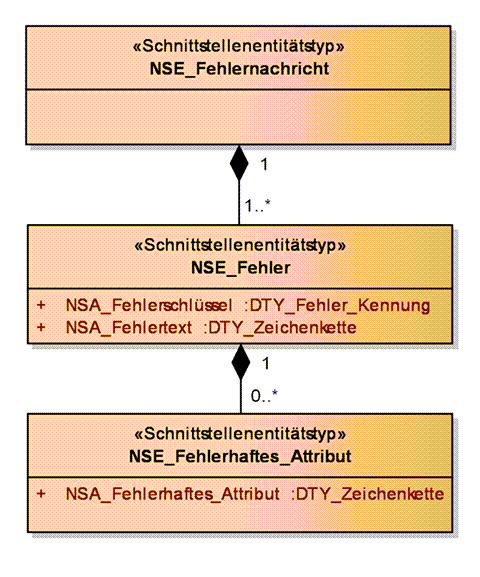 «Schnittstellenentitätstyp»
NSE_Fehlernachricht
1
1..*
«Schnittstellenentitätstyp»
NSE_Fehler
+ NSA_Fehlerschlüssel :DTY_Fehler_Kennung
+ NSA_Fehlertext :DTY_Zeichenkette
1
0..*
«Schnittstellenentitätstyp»
NSE_Fehlerhaftes_Attribut
+ NSA_Fehlerhaftes_Attribut :DTY_Zeichenkette